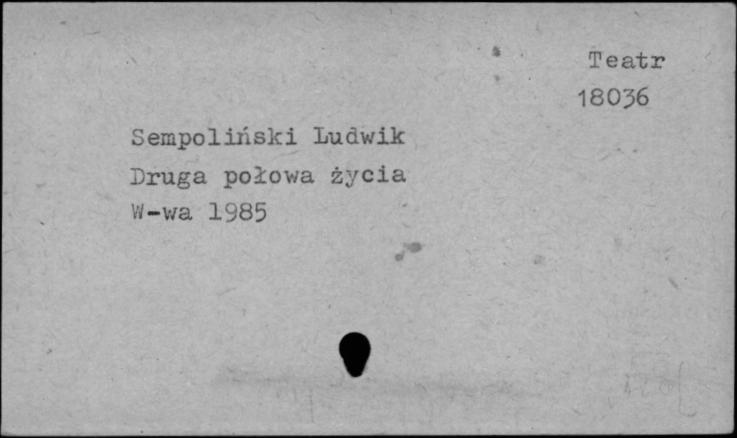 Teatr
18036
Sempoliński Ludwik
Druga połowa życia
W-wa 1985